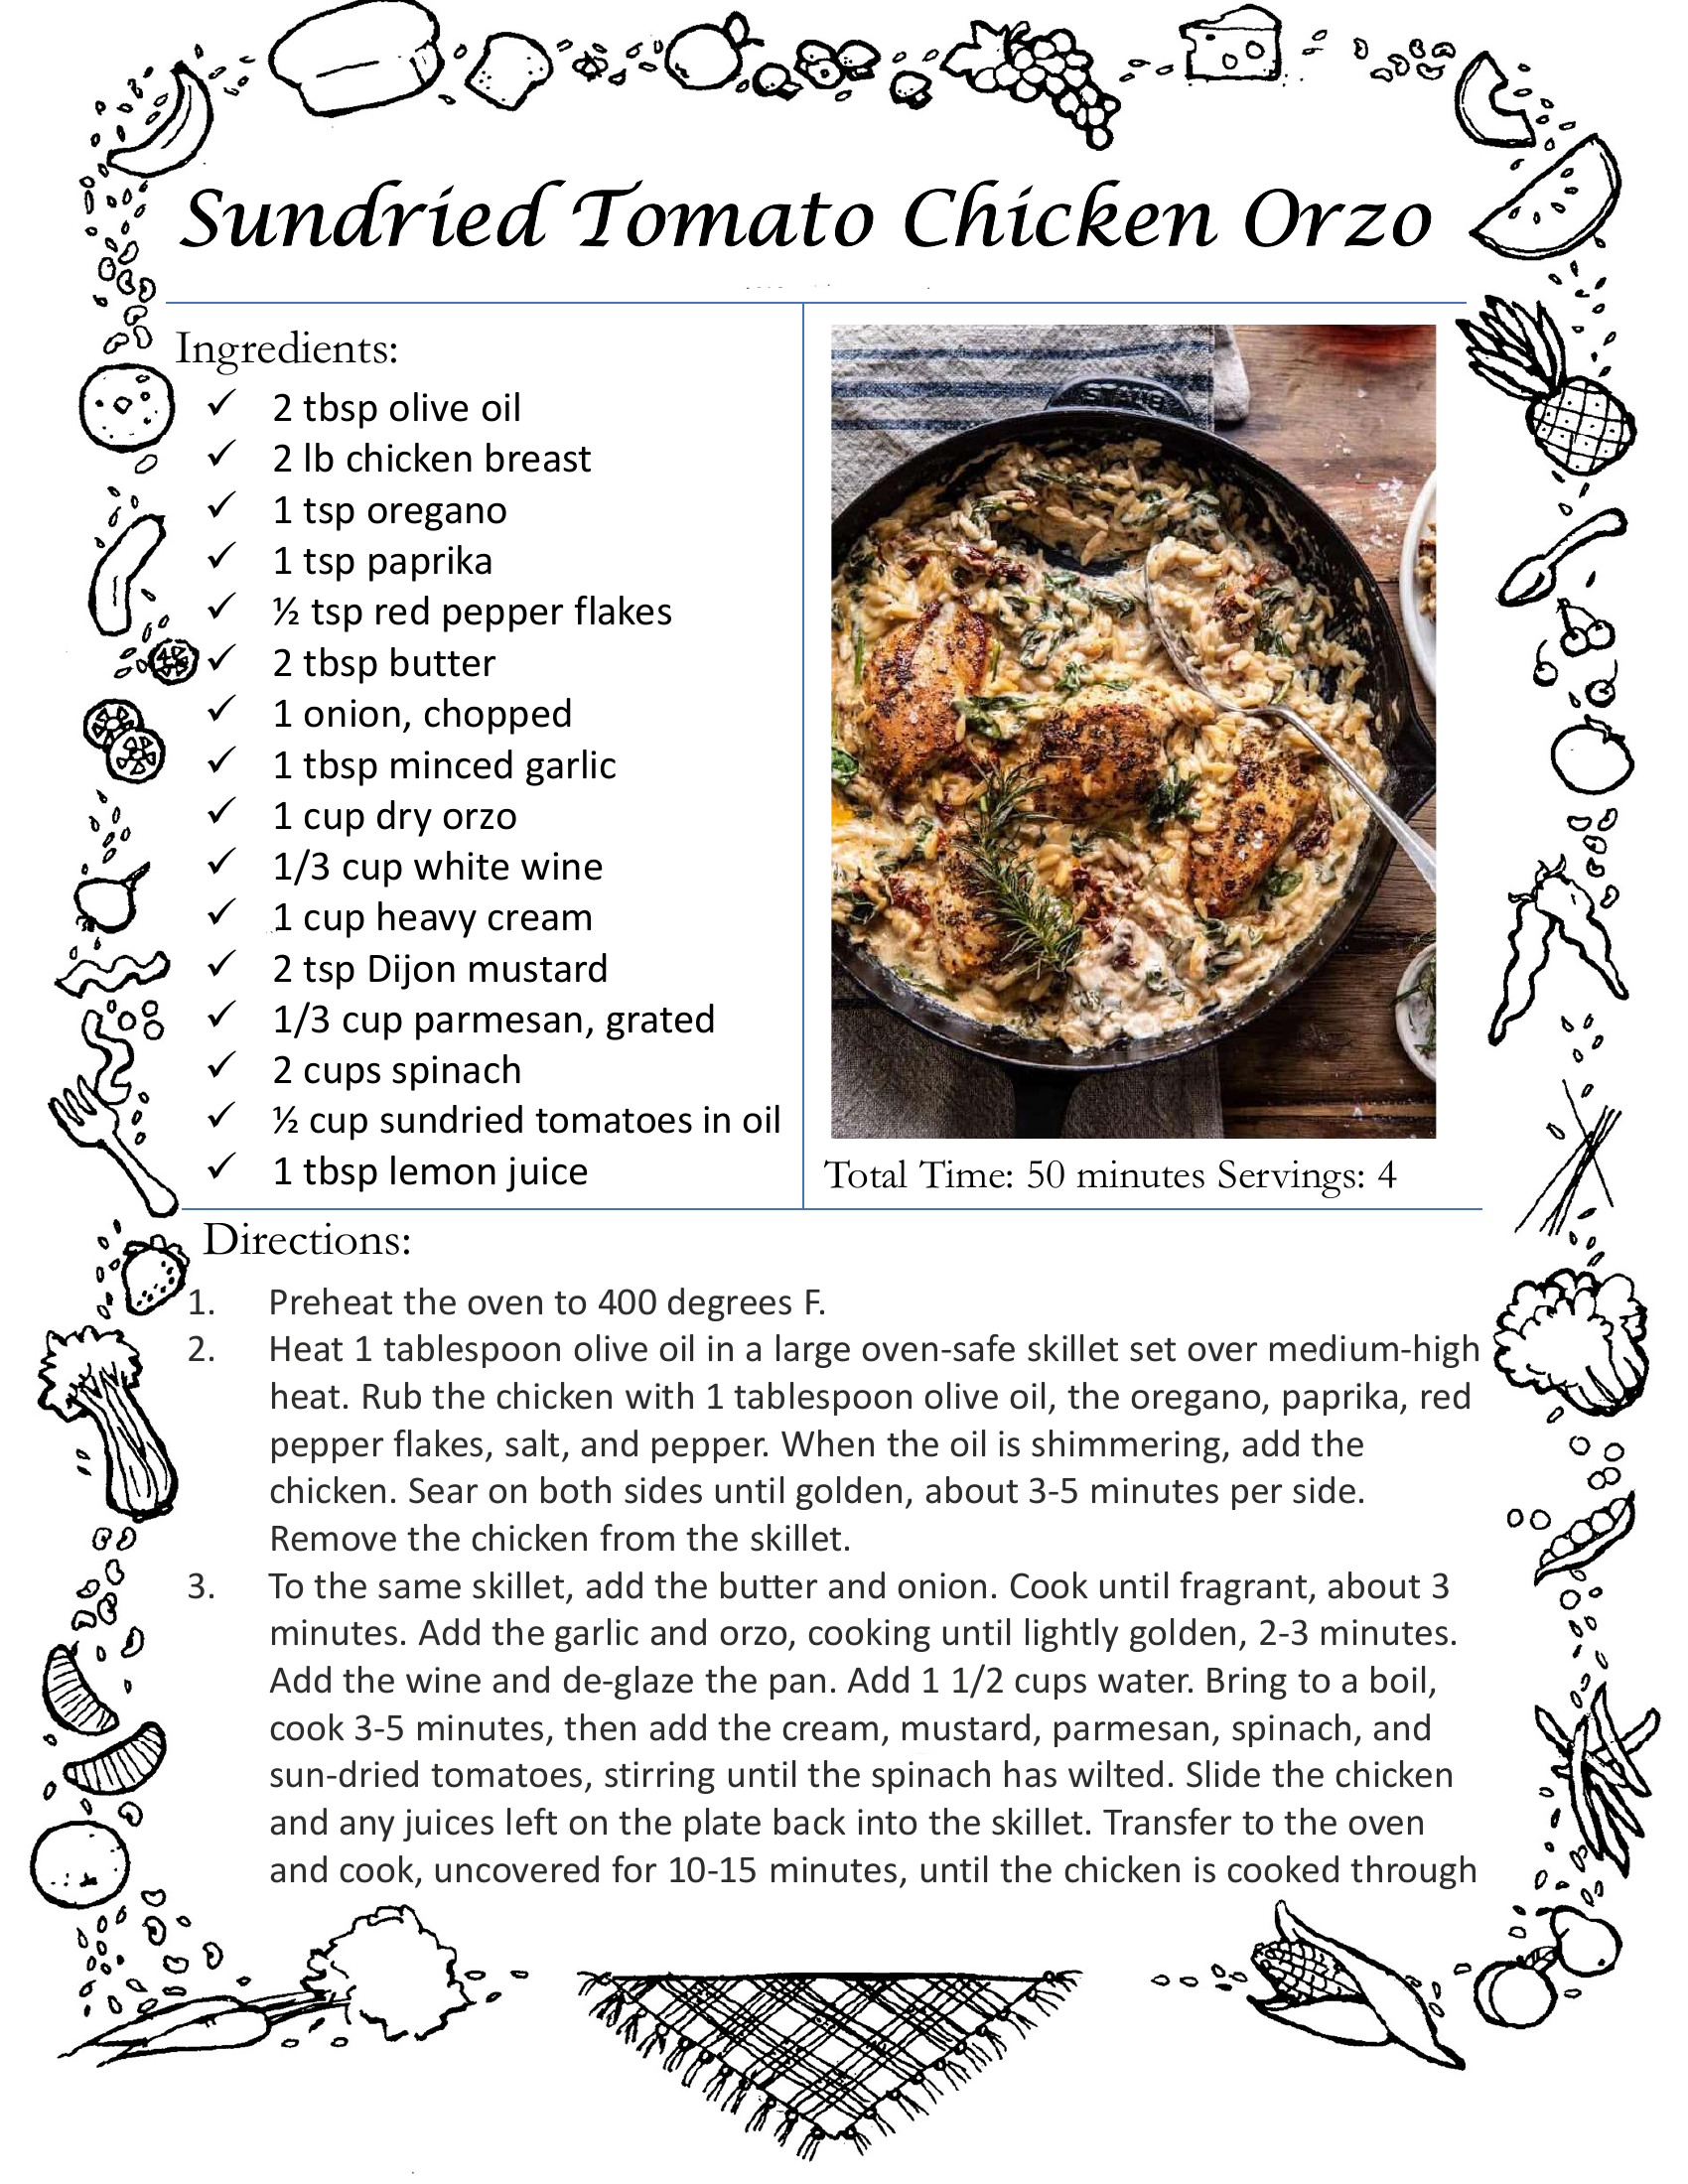 Sundried Tomato Chicken Orzo
Ingredients:
✓ 2 tbsp olive oil
✓ 2 lb chicken breast
✓ 1 tsp oregano
✓ 1 tsp paprika
✓ ½ tsp red pepper flakes
✓ 2 tbsp butter
✓ 1 onion, chopped
✓ 1 tbsp minced garlic
✓ 1 cup dry orzo
✓ 1/3 cup white wine
✓ 1 cup heavy cream
✓ 2 tsp Dijon mustard
✓ 1/3 cup parmesan, grated
✓ 2 cups spinach
✓ ½ cup sundried tomatoes in oil
✓ 1 tbsp lemon juice
STAUB
Total Time: 50 minutes Servings: 4
Directions:
1. Preheat the oven to 400 degrees F.
2. Heat 1 tablespoon olive oil in a large oven-safe skillet set over medium-high
heat. Rub the chicken with 1 tablespoon olive oil, the oregano, paprika, red
pepper flakes, salt, and pepper. When the oil is shimmering, add the
chicken. Sear on both sides until golden, about 3-5 minutes per side.
Remove the chicken from the skillet.
3. To the same skillet, add the butter and onion. Cook until fragrant, about 3
minutes. Add the garlic and orzo, cooking until lightly golden, 2-3 minutes.
Add the wine and de-glaze the pan. Add 1 1/2 cups water. Bring to a boil,
cook 3-5 minutes, then add the cream, mustard, parmesan, spinach, and
sun-dried tomatoes, stirring until the spinach has wilted. Slide the chicken
and any juices left on the plate back into the skillet. Transfer to the oven
and cook, uncovered for 10-15 minutes, until the chicken is cooked through